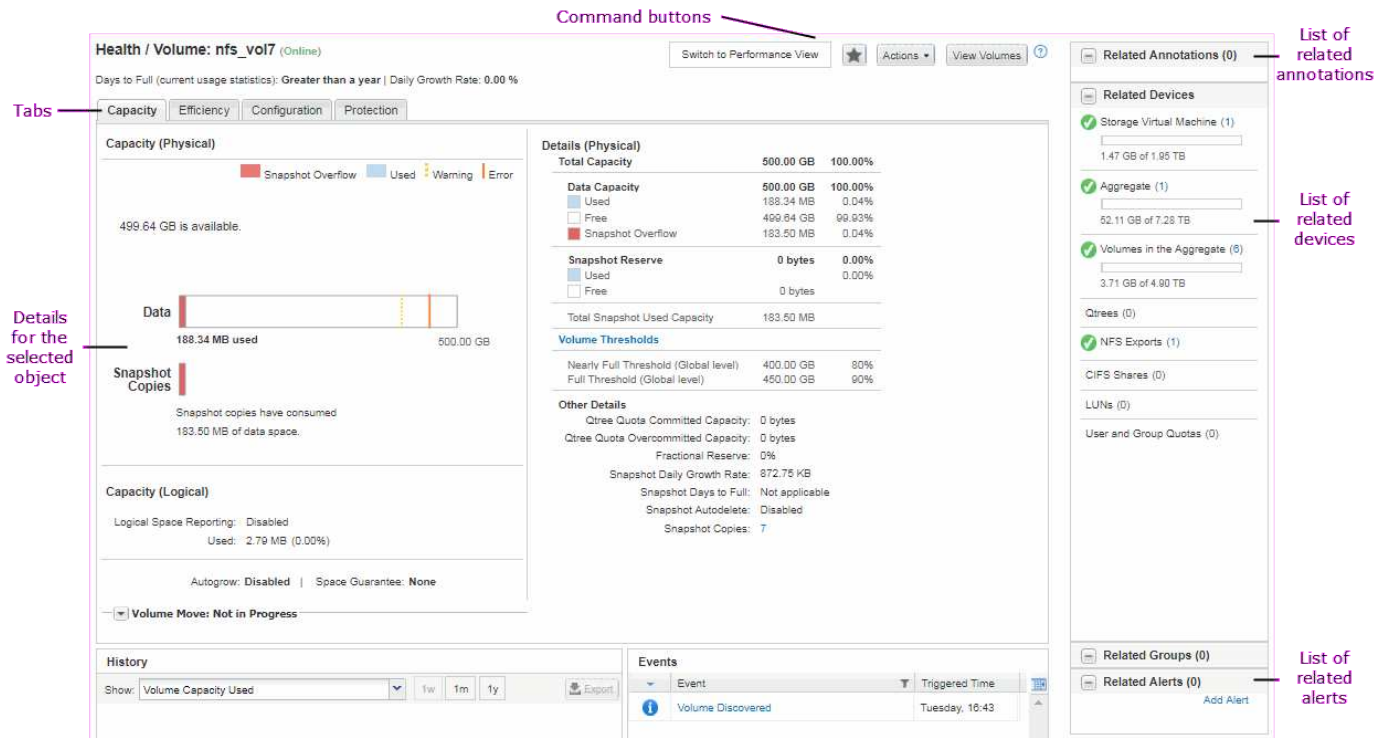 Command buttons
Health / Volume: nfs_vol7 (Online)
Switch to Performance View
Actions
View Volumes
?
Days to Full (current usage statistics): Greater than a year | Daily Growth Rate: 0.00 %
Tabs
Capacity Efficiency Configuration Protection
Capacity (Physical)
Snapshot Overflow Used Warning Error
499.64 GB is available.
Details
for the
selected
object
Data
188.34 MB used 500.00 GB
Snapshot
Copies
Snapshot copies have consumed
183.50 MB of data space.
Capacity (Logical)
Logical Space Reporting: Disabled
Used: 2.79 MB (0.00%)
Autogrow: Disabled | Space Guarantee: None
Volume Move: Not in Progress
Details (Physical)
Total Capacity 500.00 GB 100.00%
Data Capacity 500.00 GB 100.00%
Used 188.34 MB 0.04%
Free 499.64 GB 99.93%
Snapshot Overflow 183.50 MB 0.04%
Snapshot Reserve 0 bytes 0.00%
Used 0.00%
Free 0 bytes
Total Snapshot Used Capacity 183.50 MB
Volume Thresholds
Nearly Full Threshold (Global level) 400.00 GB 80%
Full Threshold (Global level) 450.00 GB 90%
Other Details
Qtree Quota Committed Capacity: 0 bytes
Qtree Quota Overcommitted Capacity: 0 bytes
Fractional Reserve: 0%
Snapshot Daily Growth Rate: 872.75 KB
Snapshot Days to Full: Not applicable
Snapshot Autodelete: Disabled
Snapshot Copies: 7
History
Show: Volume Capacity Used 1w 1m 1y Export
Events
Event Triggered Time
Volume Discovered Tuesday, 16:43
Related Annotations (0)
List of
related
annotations
Related Devices
Storage Virtual Machine (1)
1.47 GB of 1.95 TB
Aggregate (1)
52.11 GB of 7.28 TB
Volumes in the Aggregate (6)
3.71 GB of 4.90 TB
Qtrees (0)
NFS Exports (1)
CIFS Shares (0)
LUNs (0)
User and Group Quotas (0)
List of
related
devices
Related Groups (0)
Related Alerts (0)
Add Alert
List of
related
alerts